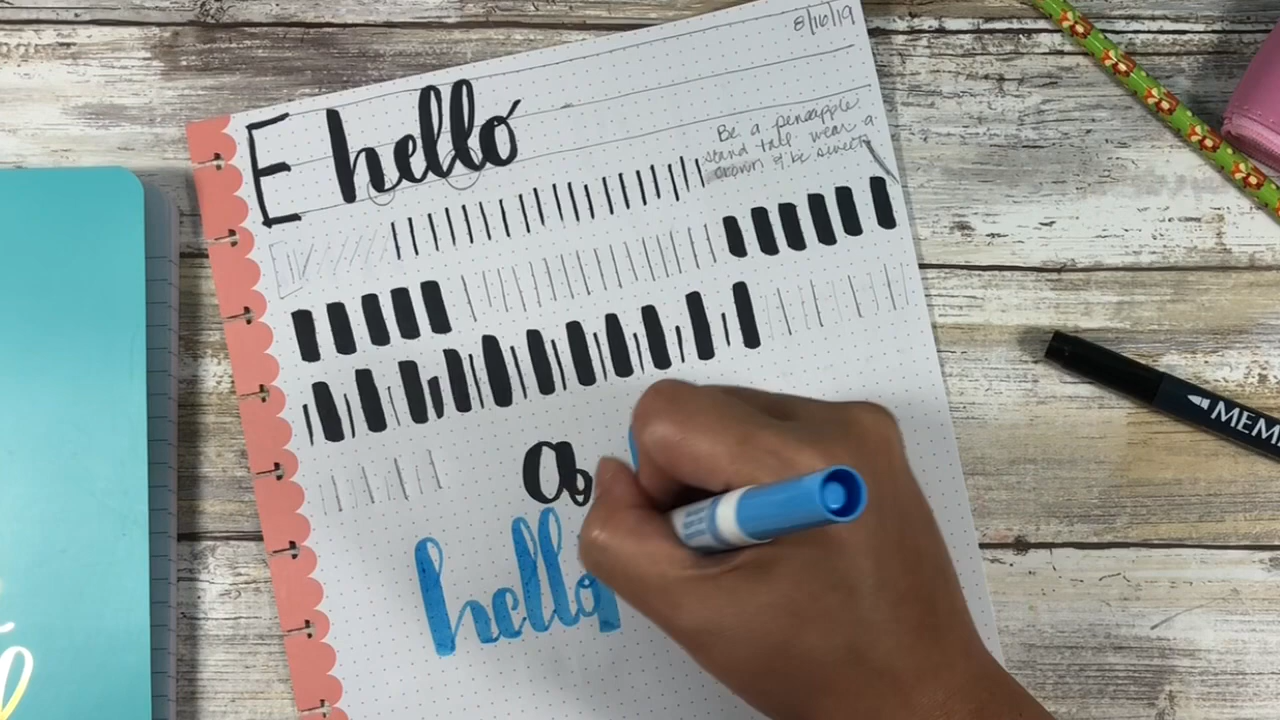 8/16/19
E hello
Be a pineapple
stand tall wear a
crown & be sweet
a
hello
MEM